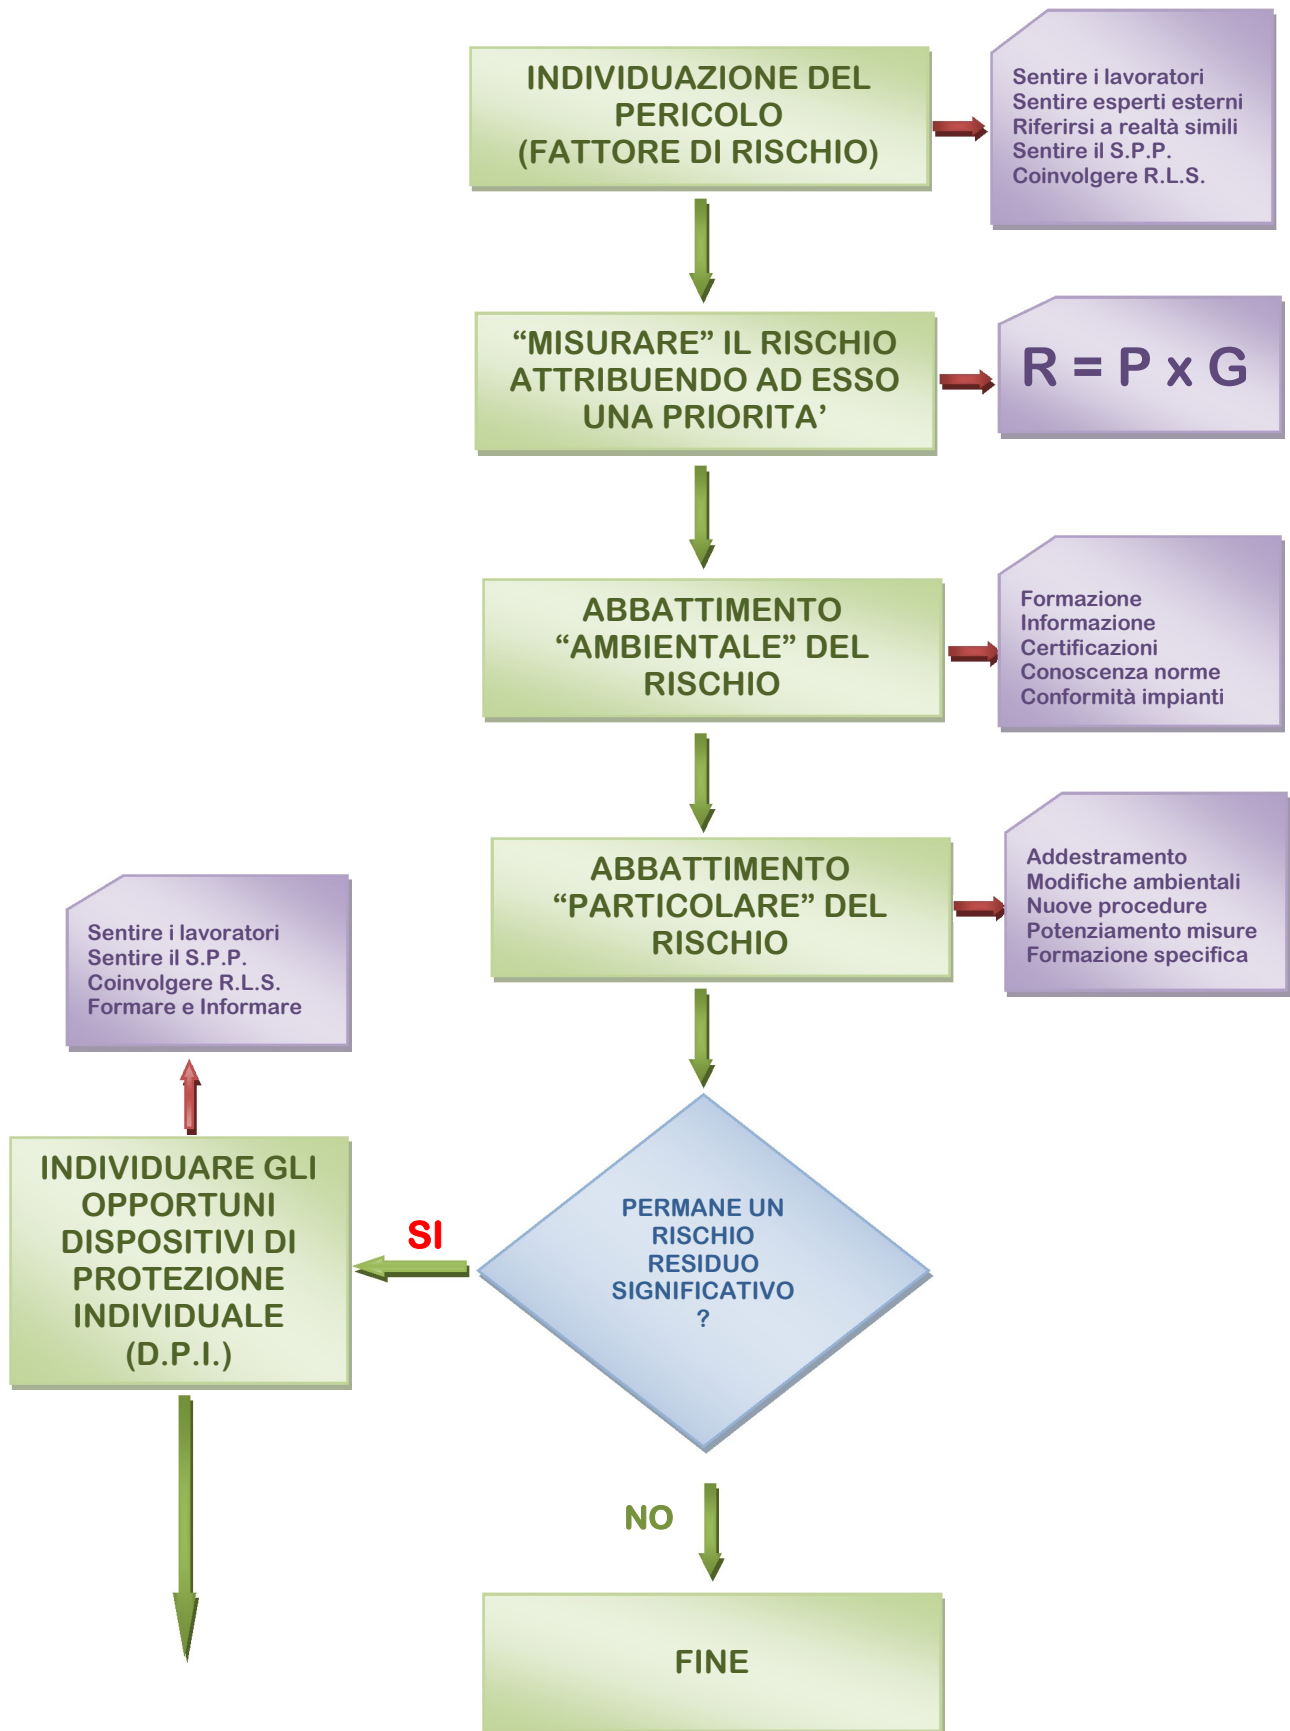 INDIVIDUAZIONE DEL
PERICOLO
(FATTORE DI RISCHIO)
Sentire i lavoratori
Sentire esperti esterni
Riferirsi a realtà simili
Sentire il S.P.P.
Coinvolgere R.L.S.
“MISURARE” IL RISCHIO
ATTRIBUENDO AD ESSO
UNA PRIORITA’
R = P x G
ABBATTIMENTO
“AMBIENTALE” DEL
RISCHIO
Formazione
Informazione
Certificazioni
Conoscenza norme
Conformità impianti
ABBATTIMENTO
“PARTICOLARE” DEL
RISCHIO
Addestramento
Modifiche ambientali
Nuove procedure
Potenziamento misure
Formazione specifica
Sentire i lavoratori
Sentire il S.P.P.
Coinvolgere R.L.S.
Formare e Informare
INDIVIDUARE GLI
OPPORTUNI
DISPOSITIVI DI
PROTEZIONE
INDIVIDUALE
(D.P.I.)
SI
PERMANE UN
RISCHIO
RESIDUO
SIGNIFICATIVO
?
NO
FINE